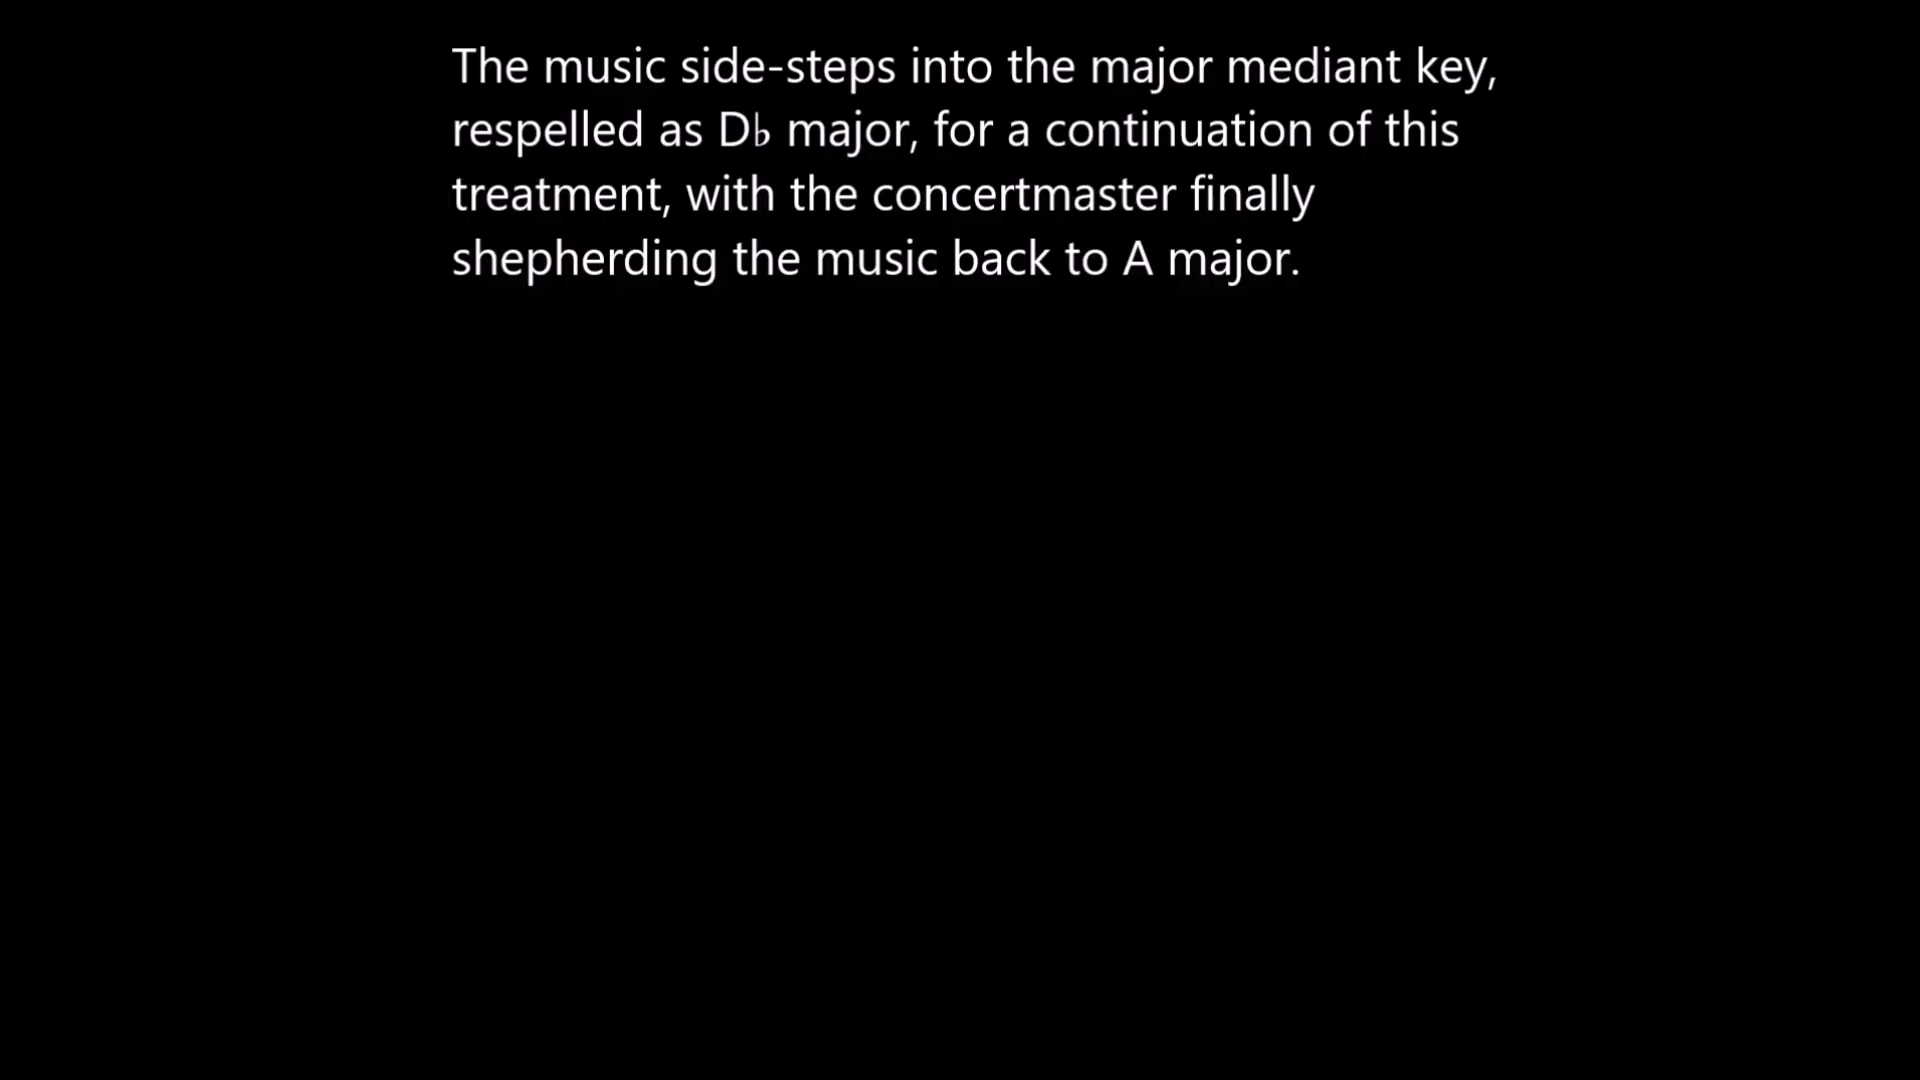 The music side-steps into the major mediant key,
respelled as D♭ major, for a continuation of this
treatment, with the concertmaster finally
shepherding the music back to A major.